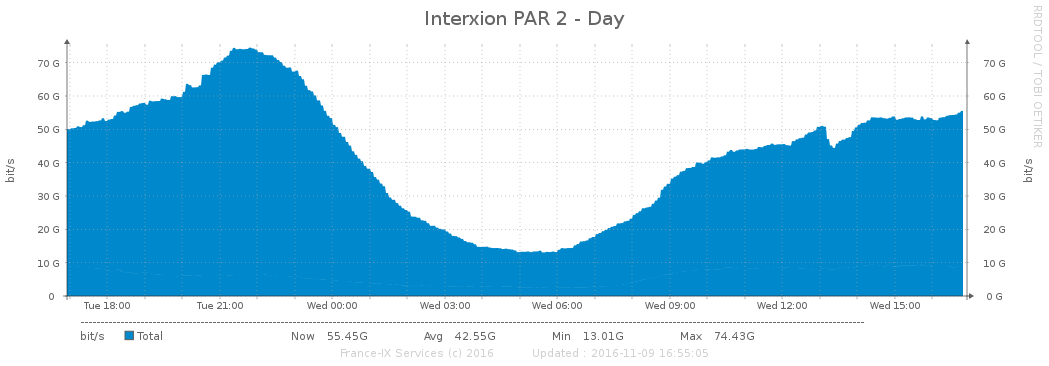 Interxion PAR 2 - Day
RRDTOOL / TOBI OETIKER
bit/s
bit/s
70 G 70 G
60 G 60 G
50 G 50 G
40 G 40 G
30 G 30 G
20 G 20 G
10 G 10 G
0 0 G
Tue 18:00 Tue 21:00 Wed 00:00 Wed 03:00 Wed 06:00 Wed 09:00 Wed 12:00 Wed 15:00
bit/s Total Now 55.45G Avg 42.55G Min 13.01G Max 74.43G
France-IX Services (c) 2016 Updated : 2016-11-09 16:55:05